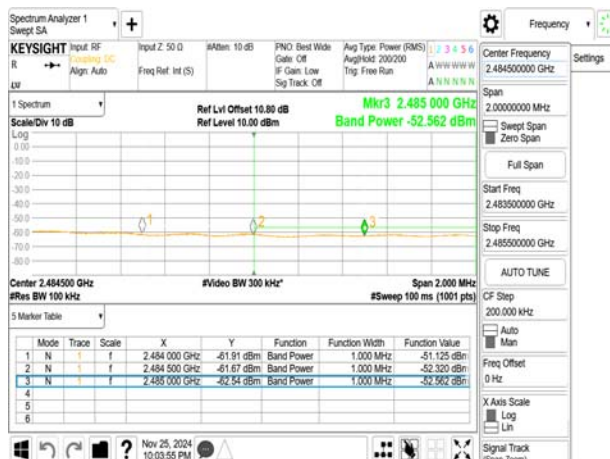 Spectrum Analyzer 1
Swept SA
+
Frequency
KEYSIGHT
R
Input: RF
Coupling: DC
Align: Auto
Input Z: 50 Ω
Freq Ref: Int (S)
#Atten: 10 dB
PNO: Best Wide
Gate: Off
IF Gain: Low
Sig Track: Off
Avg Type: Power (RMS)
Avg|Hold: 200/200
Trig: Free Run
1 2 3 4 5 6
A W W W W W
A N N N N N
1 Spectrum
Scale/Div 10 dB
Ref Lvl Offset 10.80 dB
Ref Level 10.00 dBm
Mkr3 2.485 000 GHz
Band Power -52.562 dBm
Log
0.00
-10.0
-20.0
-30.0
-40.0
-50.0
-60.0
-70.0
-80.0
1
2
3
Center 2.484500 GHz
#Res BW 100 kHz
#Video BW 300 kHz*
Span 2.000 MHz
#Sweep 100 ms (1001 pts)
5 Marker Table
Mode Trace Scale X Y Function Function Width Function Value
1 N 1 f 2.484 000 GHz -61.91 dBm Band Power 1.000 MHz -51.125 dBm
2 N 1 f 2.484 500 GHz -61.67 dBm Band Power 1.000 MHz -52.320 dBm
3 N 1 f 2.485 000 GHz -62.54 dBm Band Power 1.000 MHz -52.562 dBm
4
5
6
?
Nov 25, 2024
10:03:55 PM
Settings
Center Frequency
2.484500000 GHz
Span
2.00000000 MHz
Swept Span
Zero Span
Full Span
Start Freq
2.483500000 GHz
Stop Freq
2.485500000 GHz
AUTO TUNE
CF Step
200.000 kHz
Auto
Man
Freq Offset
0 Hz
X Axis Scale
Log
Lin
Signal Track